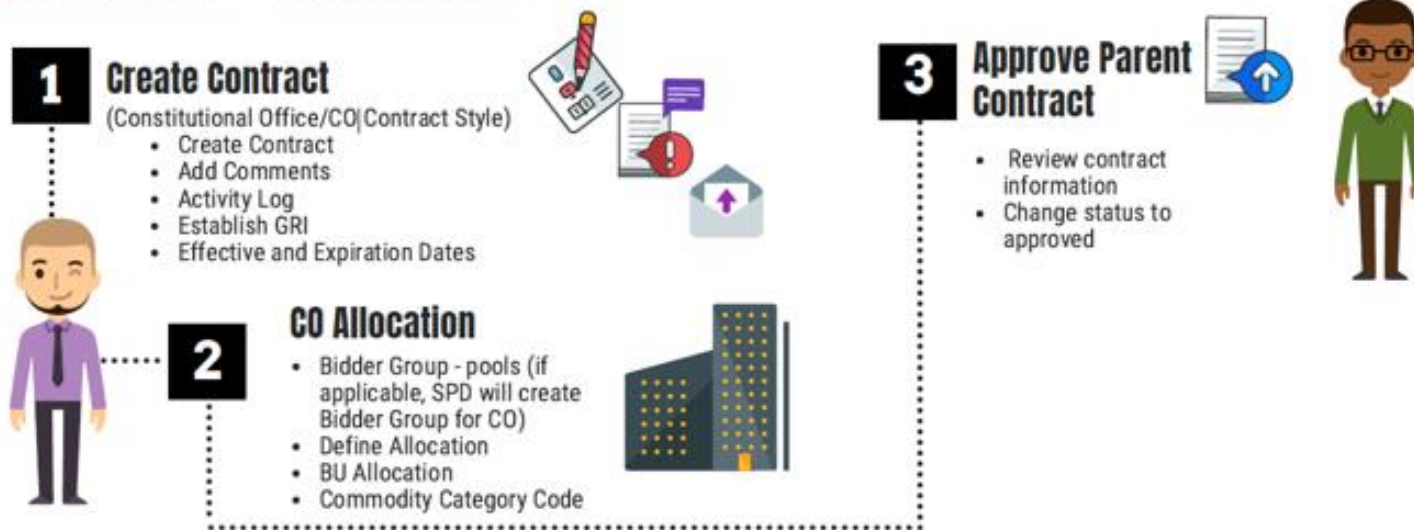 1
Create Contract
(Constitutional Office/CO|Contract Style)
• Create Contract
• Add Comments
• Activity Log
• Establish GRI
• Effective and Expiration Dates
2
CO Allocation
• Bidder Group - pools (if
applicable, SPD will create
Bidder Group for CO)
• Define Allocation
• BU Allocation
• Commodity Category Code
3
Approve Parent
Contract
• Review contract
information
• Change status to
approved